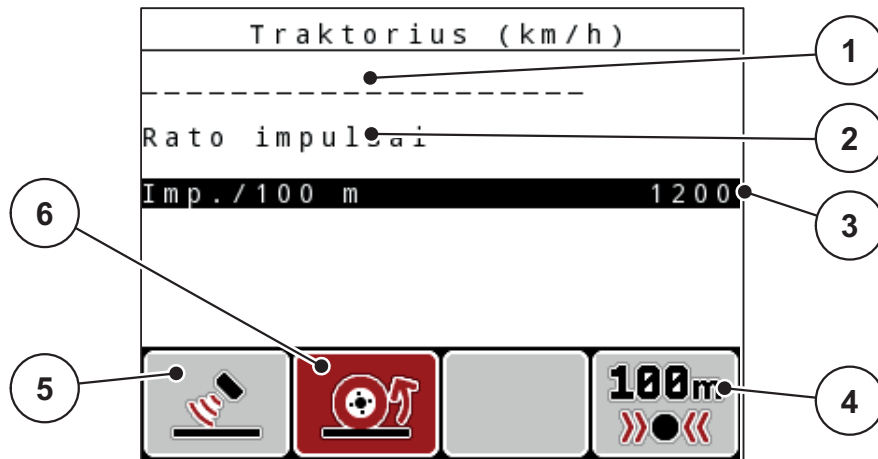 Traktorius (km/h)
1
--------------------
Rato impulsai
2
Imp./100 m 1200
3
6
5
100m
4